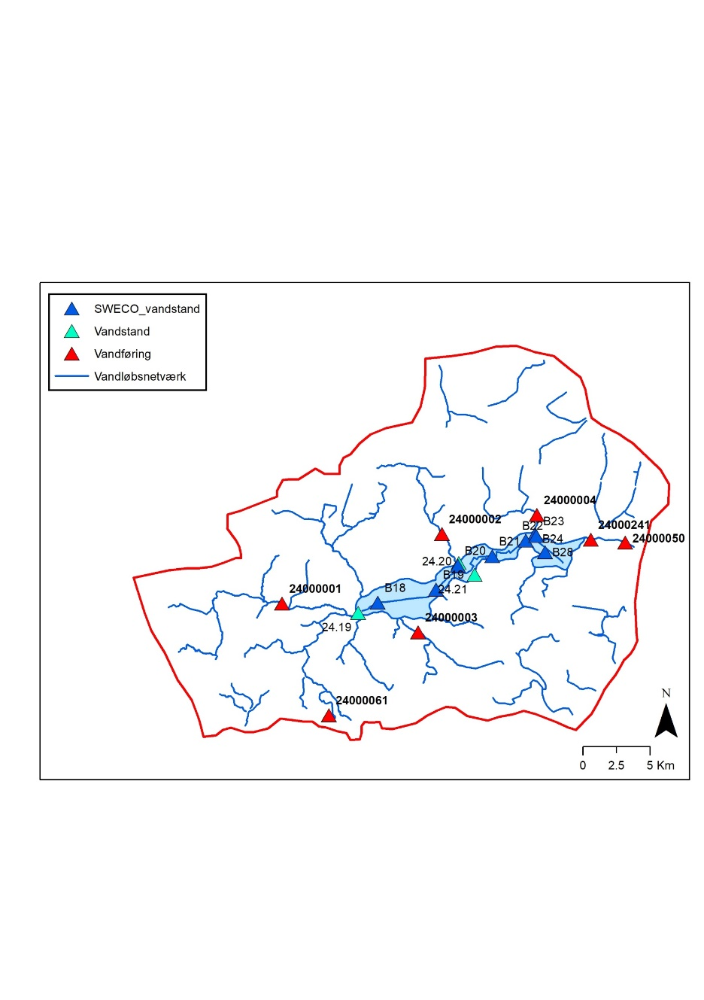 SWECO_vandstand
Vandstand
Vandføring
Vandløbsnetværk
24000004
24000002
B23
B22
24000241
B21
B24
24000050
B20
B28
24.20
B19
24000001
B18
24.21
24000003
24.19
N
24000061
0 2.5 5 Km